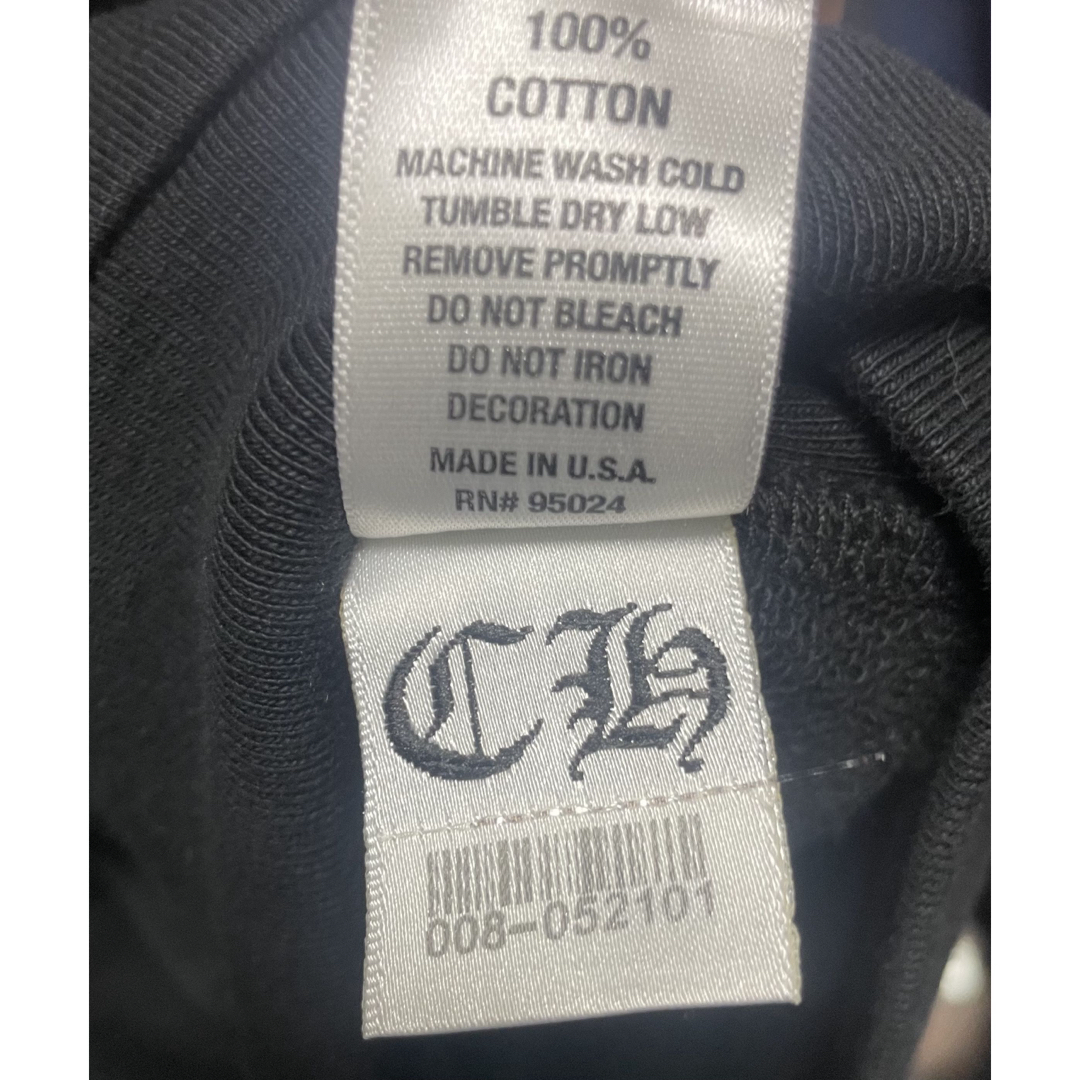 100%
COTTON
MACHINE WASH COLD
TUMBLE DRY LOW
REMOVE PROMPTLY
DO NOT BLEACH
DO NOT IRON
DECORATION
MADE IN U.S.A.
RN# 95024
CH
008-052101